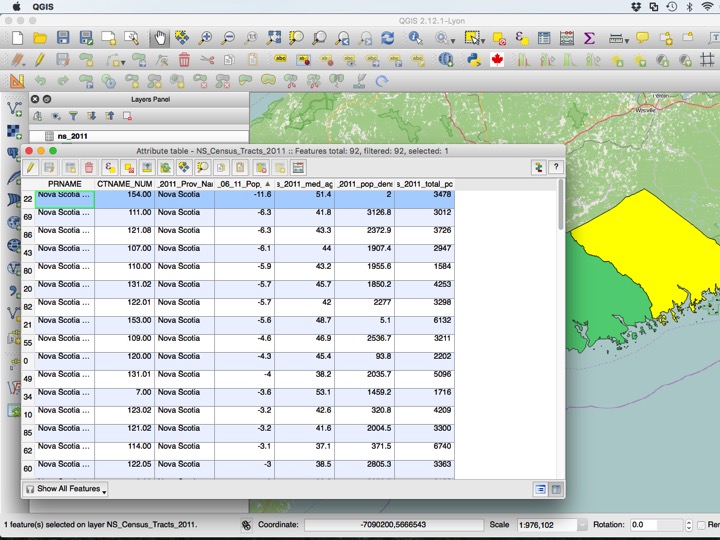 QGIS
QGIS 2.12.1-Lyon
Layers Panel
ns_2011
Attribute table - NS_Census_Tracts_2011 :: Features total: 92, filtered: 92, selected: 1
PRNAME CTNAME_NUM _2011_Prov_Na _06_11_Pop_ s_2011_med_ag _2011_pop_dens s_2011_total_po
22 Nova Scotia ... 154.00 Nova Scotia -11.6 51.4 2 3478
69 Nova Scotia ... 111.00 Nova Scotia -6.3 41.8 3126.8 3012
86 Nova Scotia ... 121.08 Nova Scotia -6.3 43.3 2372.9 3726
43 Nova Scotia ... 107.00 Nova Scotia -6.1 44 1907.4 2947
80 Nova Scotia ... 110.00 Nova Scotia -5.9 43.2 1955.6 1584
20 Nova Scotia ... 131.02 Nova Scotia -5.7 45.7 1850.2 4253
82 Nova Scotia ... 122.01 Nova Scotia -5.7 42 2277 3298
21 Nova Scotia ... 153.00 Nova Scotia -5.6 48.7 5.1 6132
55 Nova Scotia ... 109.00 Nova Scotia -4.6 46.9 2536.7 3211
0 Nova Scotia ... 120.00 Nova Scotia -4.3 45.4 93.8 2202
49 Nova Scotia ... 131.01 Nova Scotia -4 38.2 2035.7 5096
34 Nova Scotia ... 7.00 Nova Scotia -3.6 53.1 1459.2 1716
10 Nova Scotia ... 123.02 Nova Scotia -3.2 42.6 320.8 4209
85 Nova Scotia ... 121.02 Nova Scotia -3.2 41.6 2004.5 3300
62 Nova Scotia ... 114.00 Nova Scotia -3.1 37.1 371.5 6740
60 Nova Scotia ... 122.05 Nova Scotia -3 38.5 2805.3 3363
Show All Features
1 feature(s) selected on layer NS_Census_Tracts_2011. Coordinate: -7090200,5666543 Scale 1:976,102 Rotation: 0.0 Ren